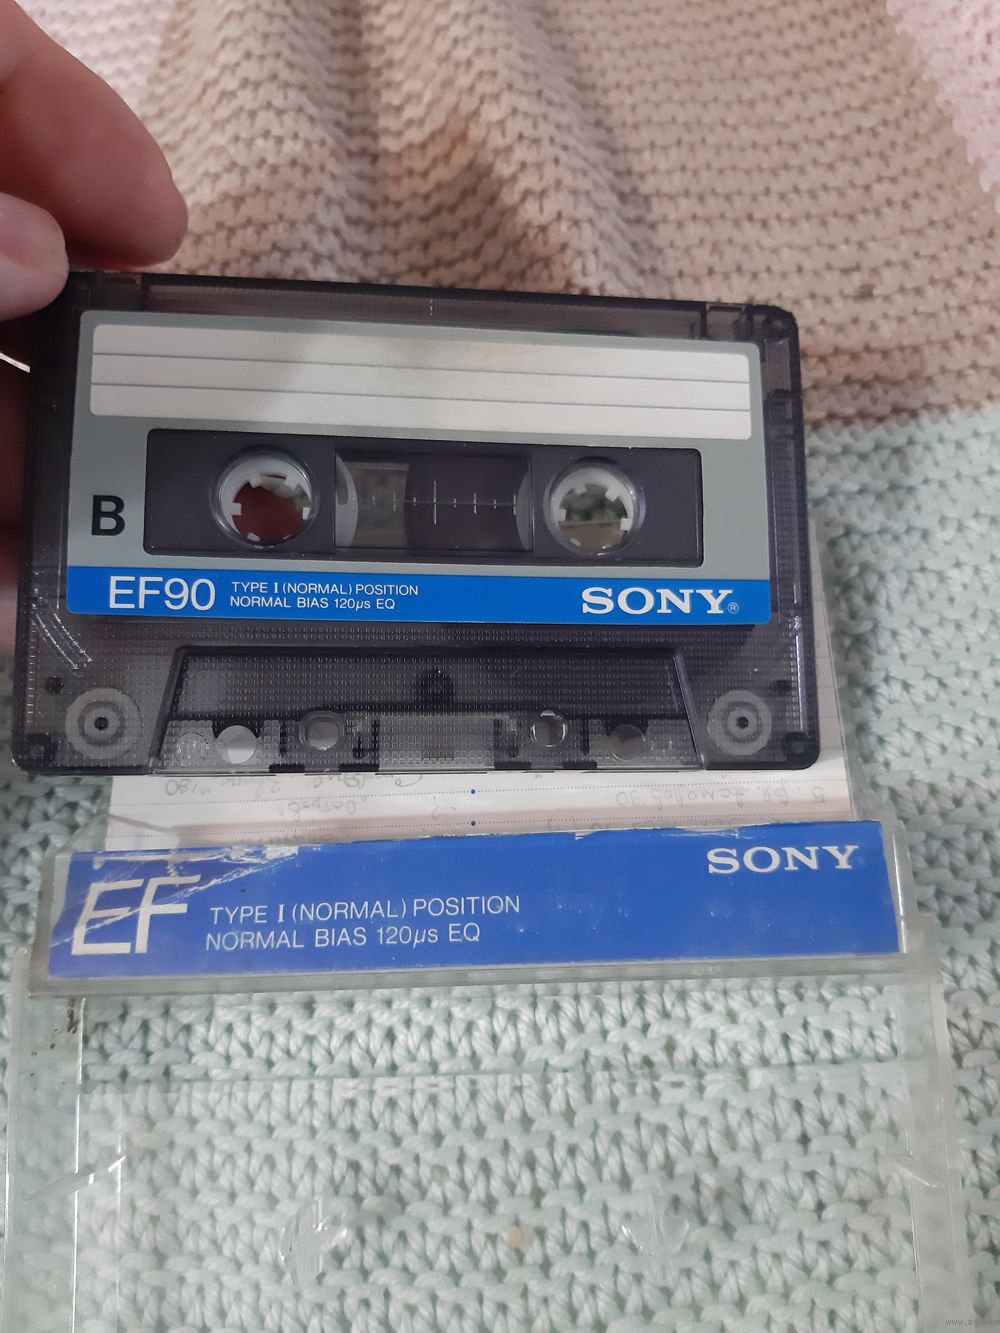 B
EF90 TYPE I (NORMAL) POSITION
NORMAL BIAS 120µs EQ
SONY®
EF
TYPE I (NORMAL) POSITION
NORMAL BIAS 120µs EQ
SONY